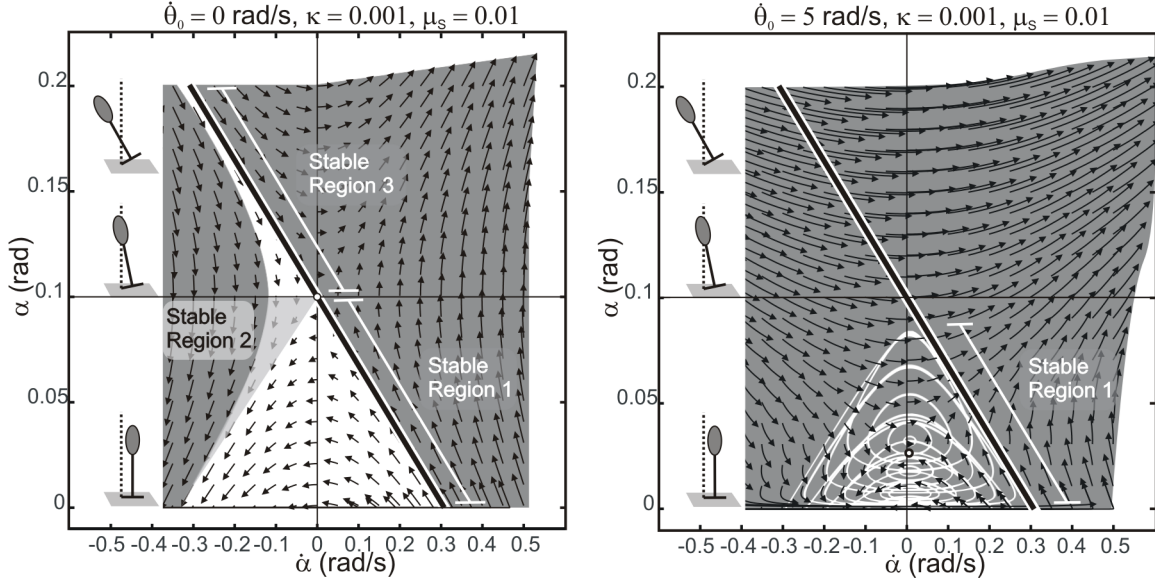 θ̇₀ = 0 rad/s, κ = 0.001, μₛ = 0.01
0.2
0.15
0.1
0.05
0
α (rad)
Stable
Region 3
Stable
Region 2
Stable
Region 1
-0.5 -0.4 -0.3 -0.2 -0.1 0 0.1 0.2 0.3 0.4 0.5
α̇ (rad/s)
θ̇₀ = 5 rad/s, κ = 0.001, μₛ = 0.01
0.2
0.15
0.1
0.05
0
α (rad)
Stable
Region 1
-0.5 -0.4 -0.3 -0.2 -0.1 0 0.1 0.2 0.3 0.4 0.5
α̇ (rad/s)